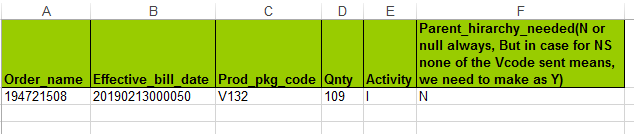 A B C D E F
Parent_hirarchy_needed(N or
null always, But in case for NS
none of the Vcode sent means,
Order_name Effective_bill_date Prod_pkg_code Qnty Activity we need to make as Y)
194721508 20190213000050 V132 109 I N